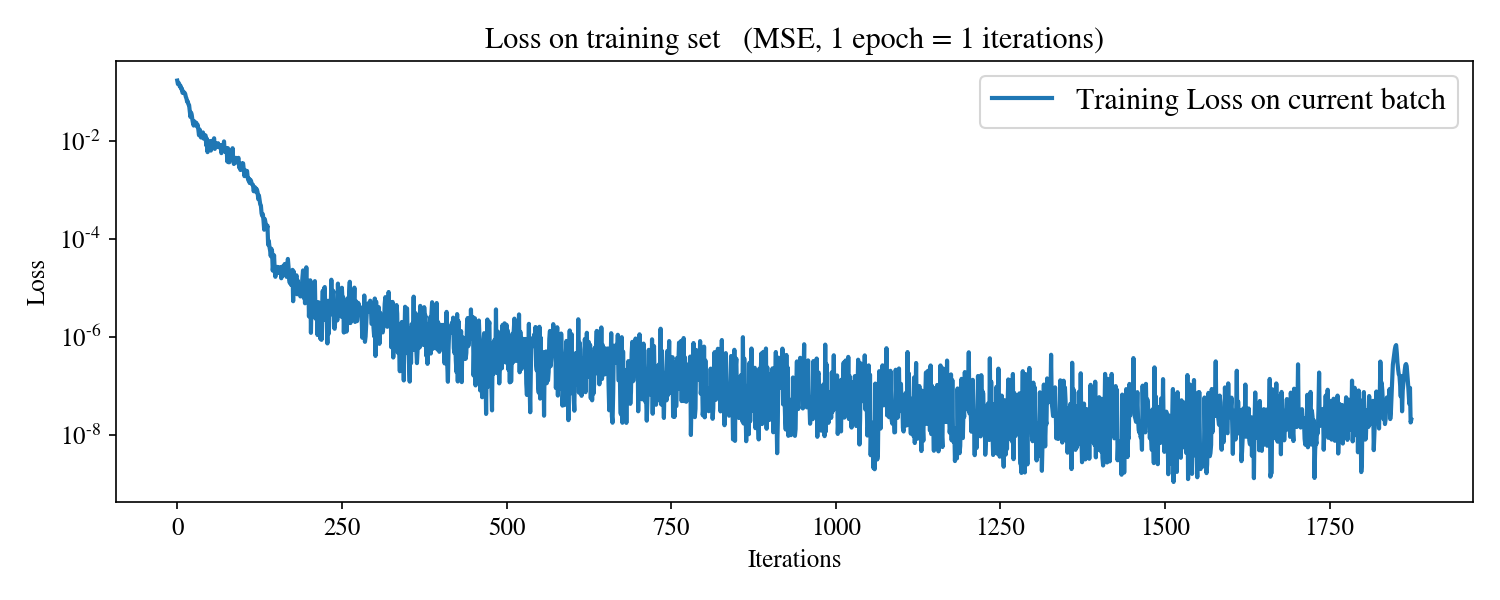 Loss on training set   (MSE, 1 epoch = 1 iterations)
Training Loss on current batch
Loss
10⁻²
10⁻⁴
10⁻⁶
10⁻⁸
0 250 500 750 1000 1250 1500 1750
Iterations